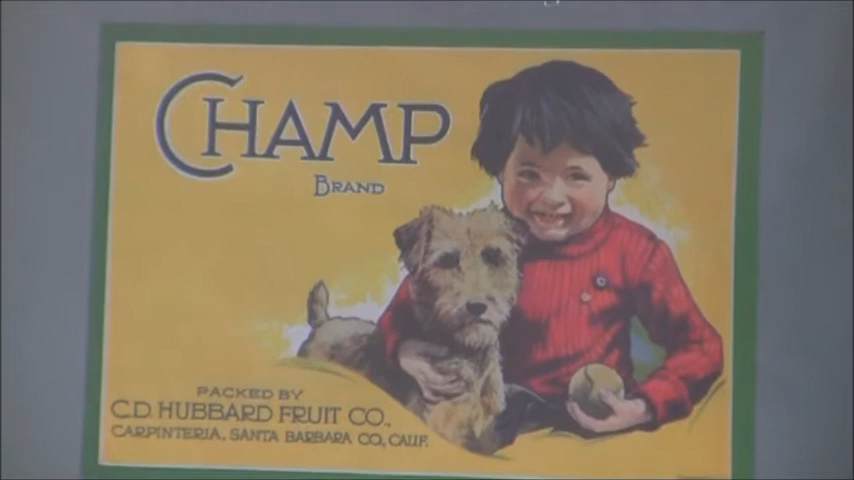 CHAMP
BRAND
PACKED BY
C.D. HUBBARD FRUIT CO.,
CARPINTERIA, SANTA BARBARA CO., CALIF.